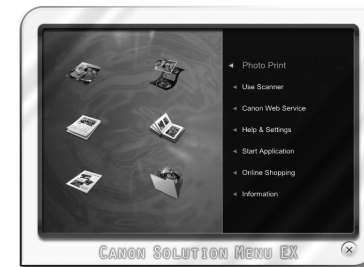 Photo Print
Use Scanner
Canon Web Service
Help & Settings
Start Application
Online Shopping
Information
Canon Solution Menu EX